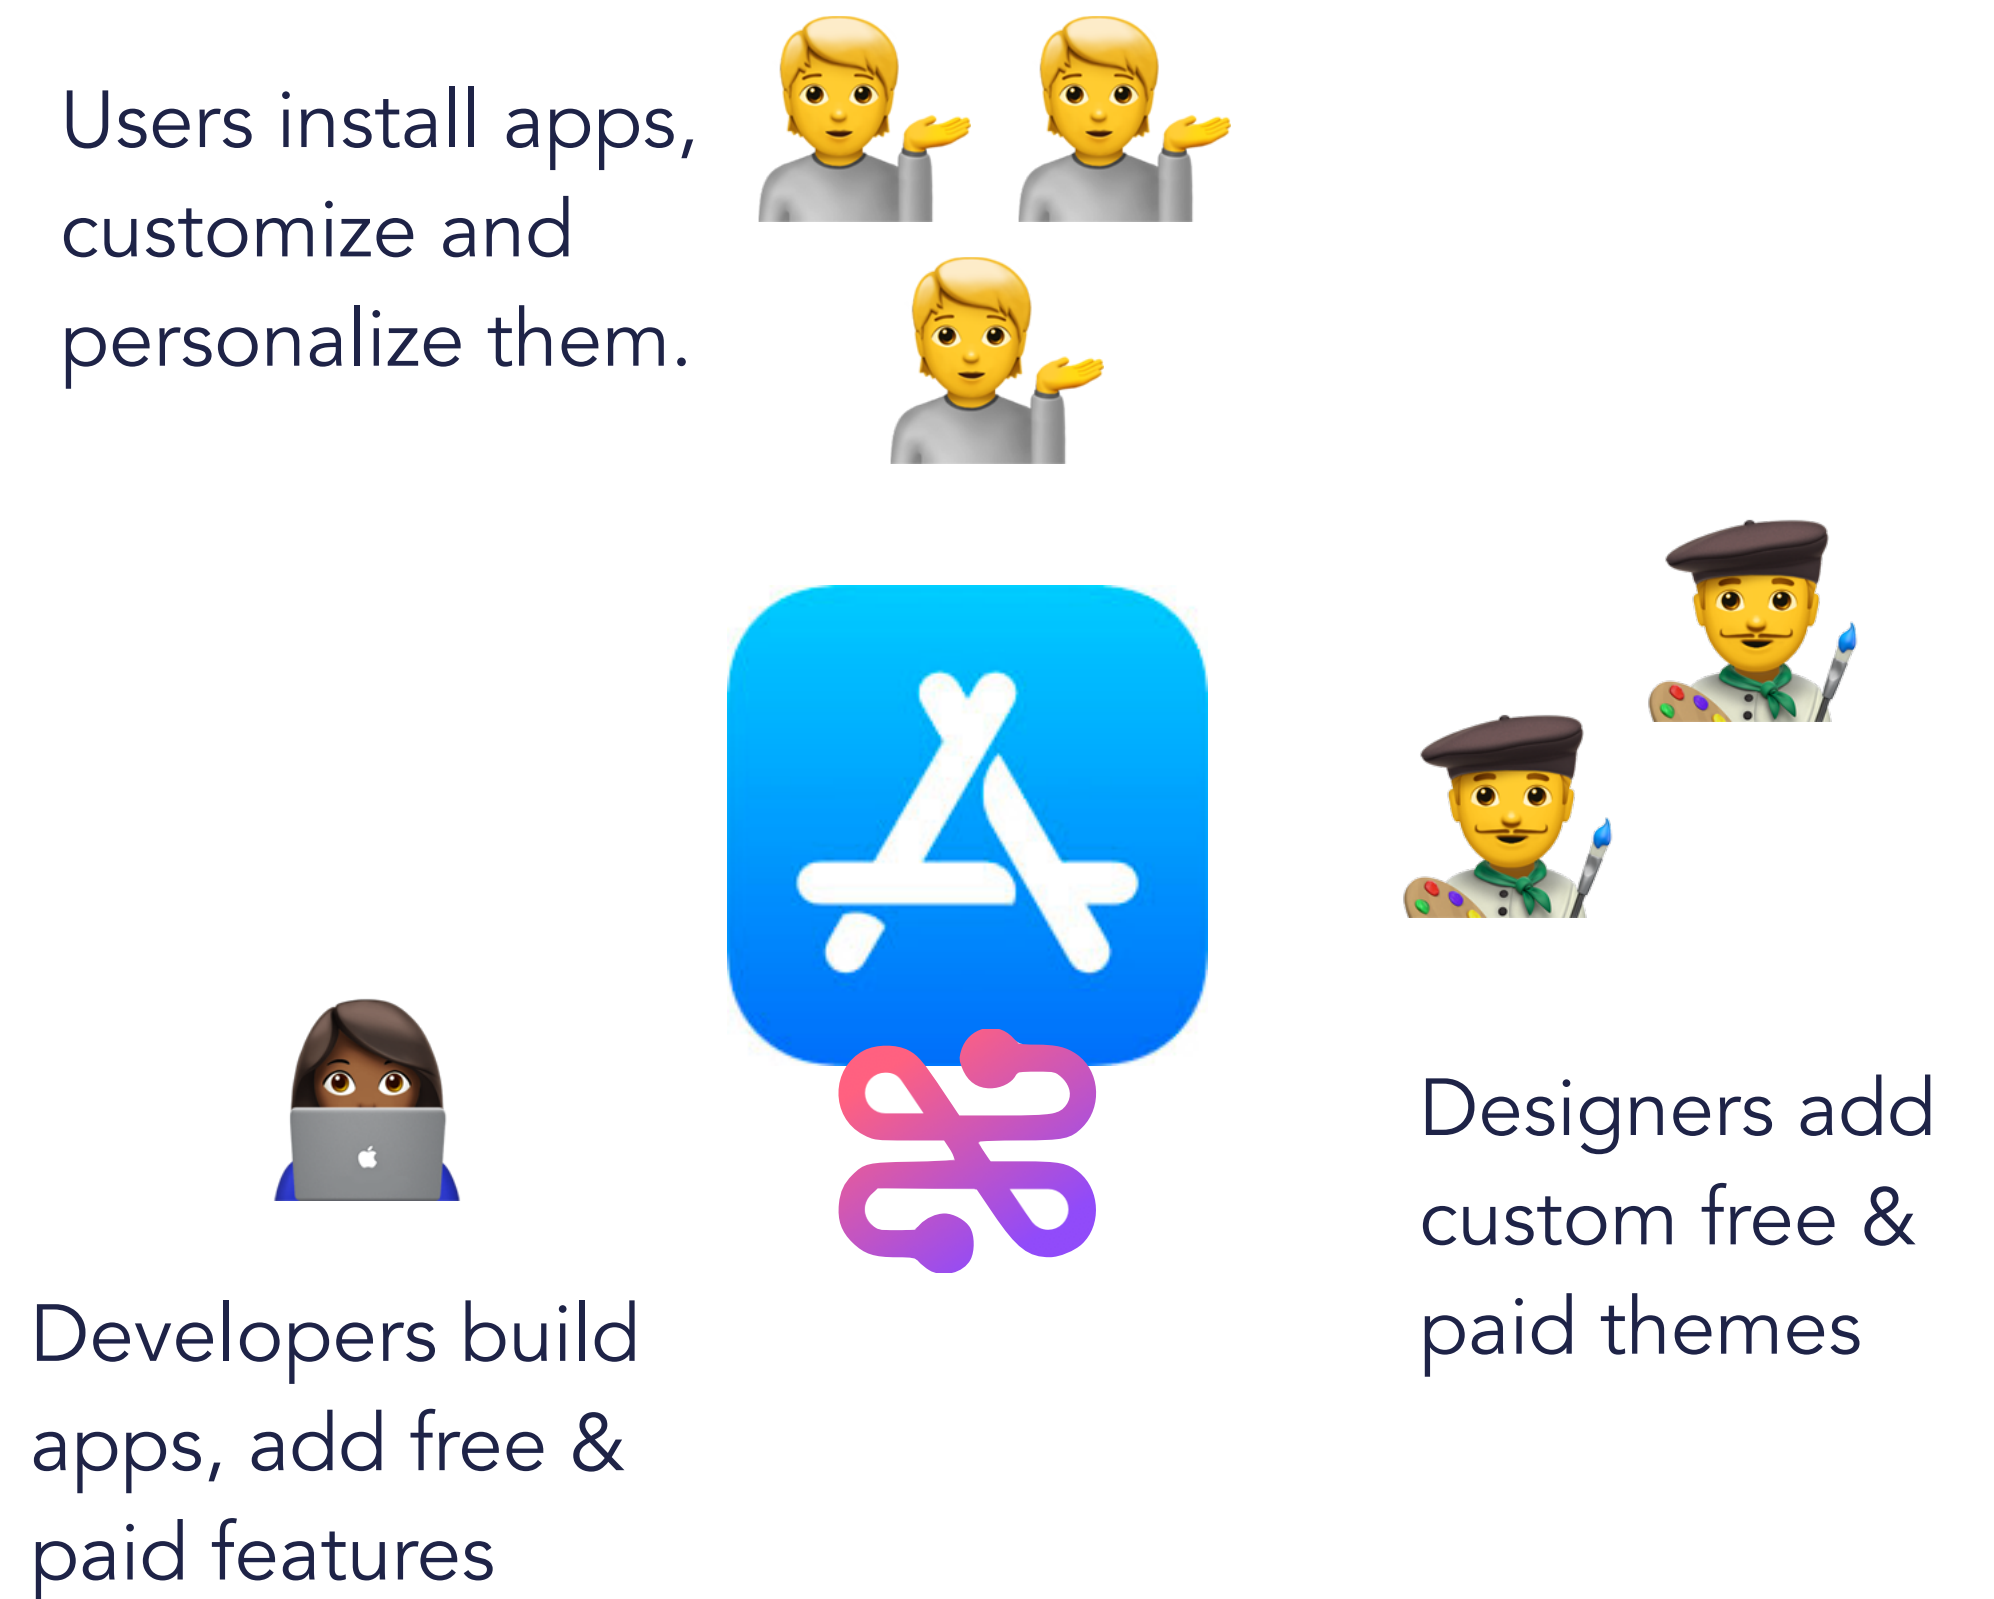 Users install apps,
customize and
personalize them.
Designers add
custom free &
paid themes
Developers build
apps, add free &
paid features